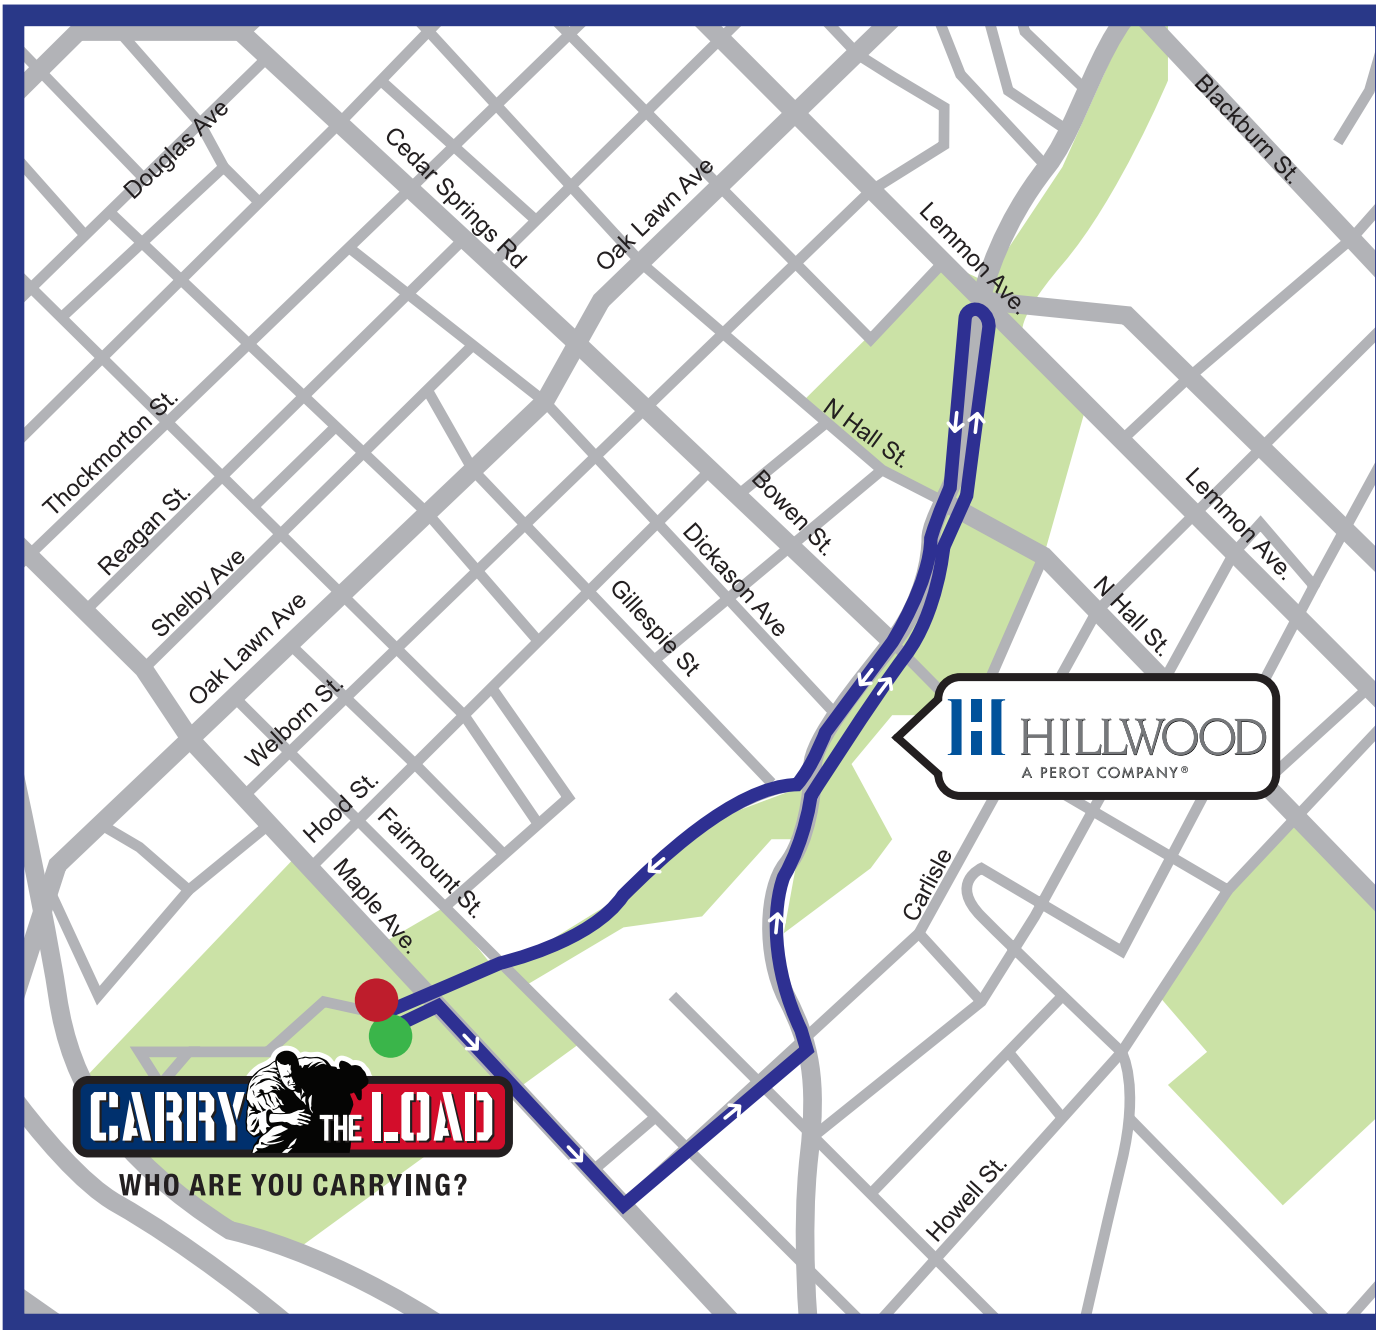 Blackburn St.
Douglas Ave
Cedar Springs Rd
Oak Lawn Ave
Lemmon Ave.
Thockmorton St.
N Hall St.
Reagan St.
Bowen St.
Lemmon Ave.
Shelby Ave
Dickason Ave
Gillespie St
N Hall St.
Oak Lawn Ave
Welborn St.
HILLWOOD
A PEROT COMPANY®
Hood St.
Fairmount St.
Maple Ave.
Carlisle
CARRY THE LOAD
WHO ARE YOU CARRYING?
Howell St.